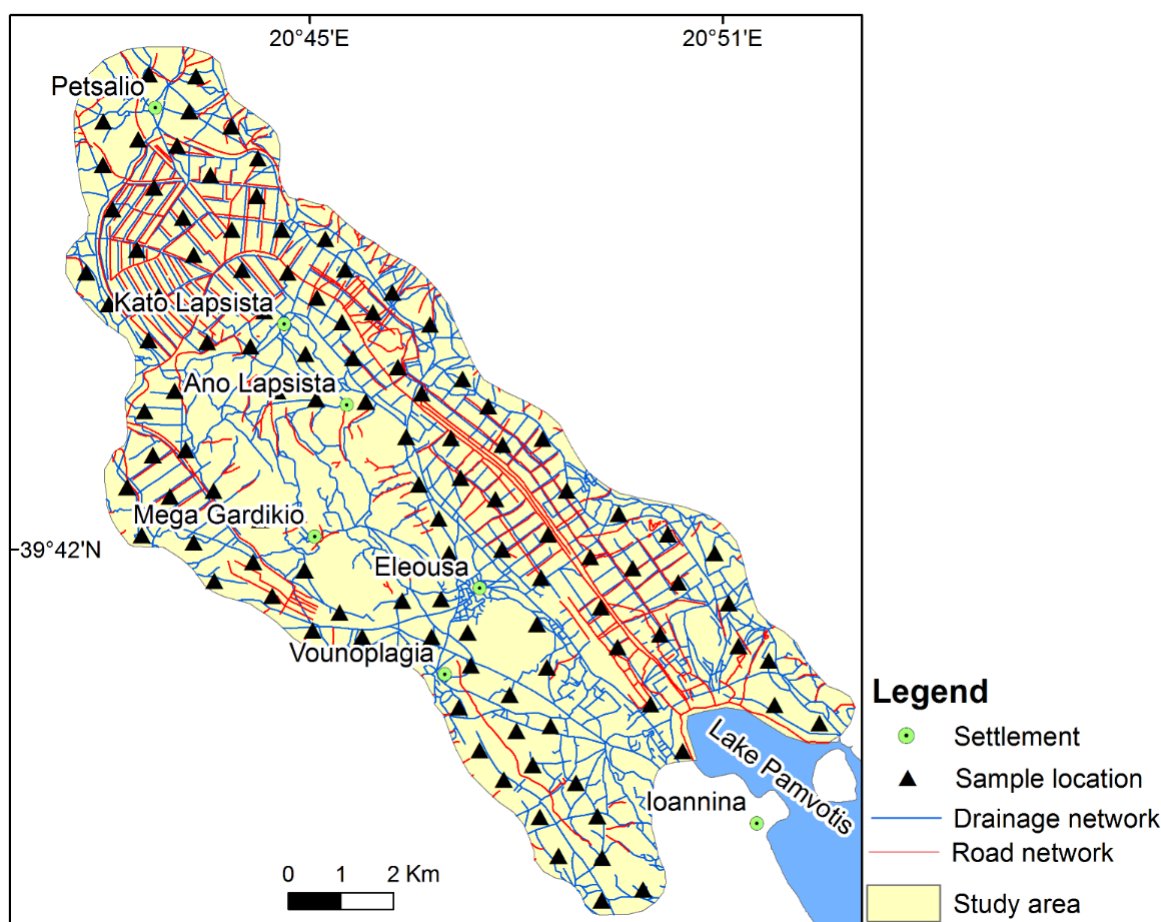 20°45'E
20°51'E
Petsalio
Kato Lapsista
Ano Lapsista
Mega Gardikio
39°42'N
Eleousa
Vounoplagia
Lake Pamvotis
Ioannina
0 1 2 Km
Legend
Settlement
Sample location
Drainage network
Road network
Study area